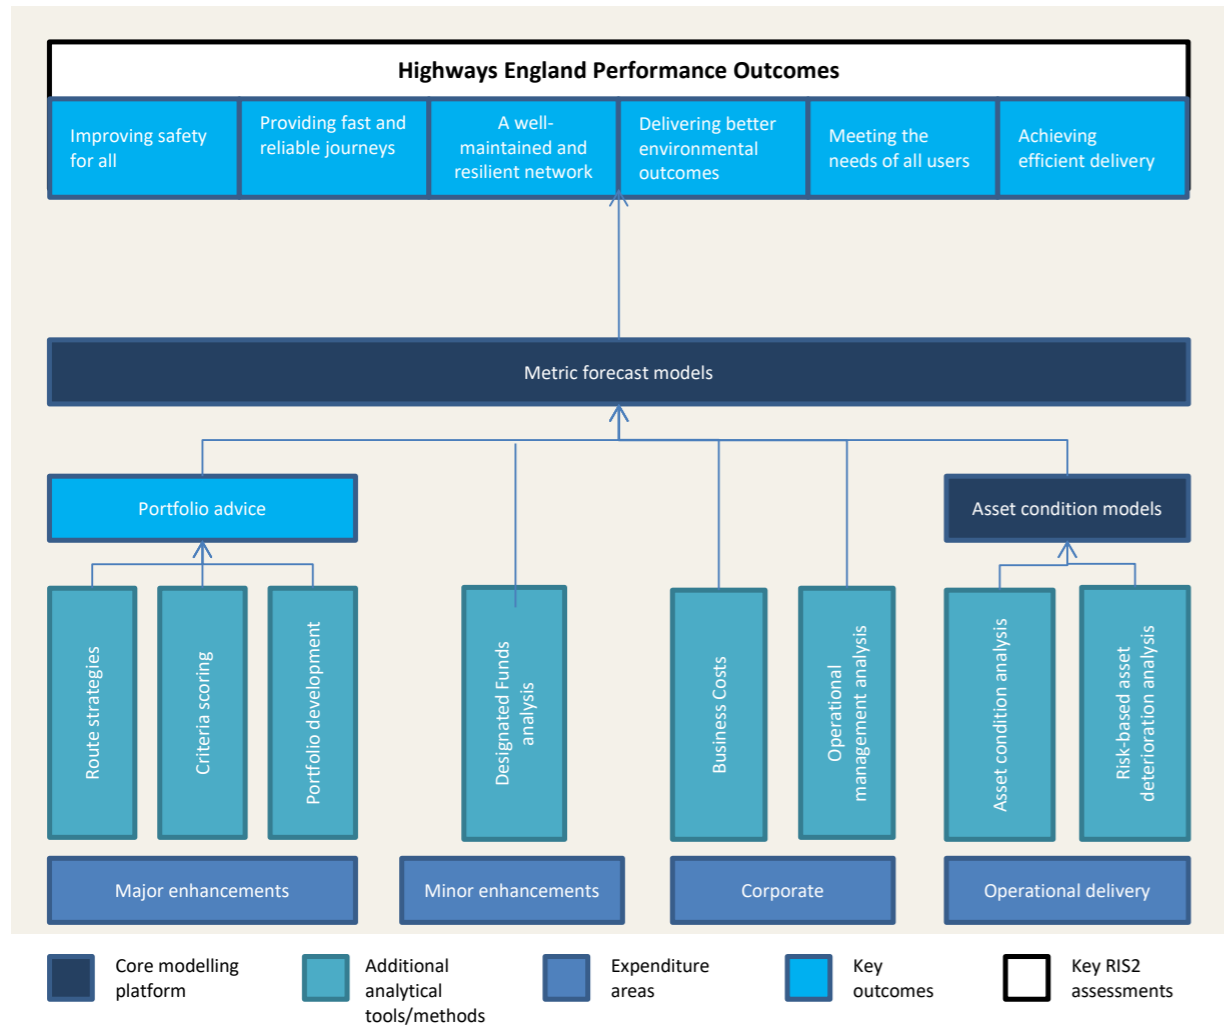 Highways England Performance Outcomes
Improving safety
for all
Providing fast and
reliable journeys
A well-
maintained and
resilient network
Delivering better
environmental
outcomes
Meeting the
needs of all users
Achieving
efficient delivery
Metric forecast models
Portfolio advice
Asset condition models
Route strategies
Criteria scoring
Portfolio development
Designated Funds
analysis
Business Costs
Operational
management analysis
Asset condition analysis
Risk-based asset
deterioration analysis
Major enhancements
Minor enhancements
Corporate
Operational delivery
Core modelling
platform
Additional
analytical
tools/methods
Expenditure
areas
Key
outcomes
Key RIS2
assessments